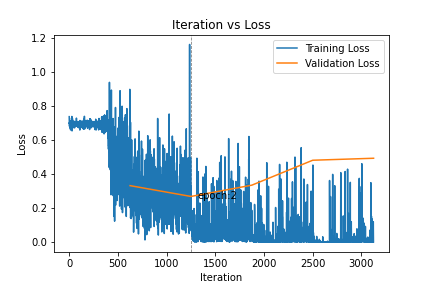 Iteration vs Loss
Training Loss
Validation Loss
1.2
1.0
0.8
0.6
0.4
0.2
0.0
Loss
epoch:2
0
500
1000
1500
2000
2500
3000
Iteration